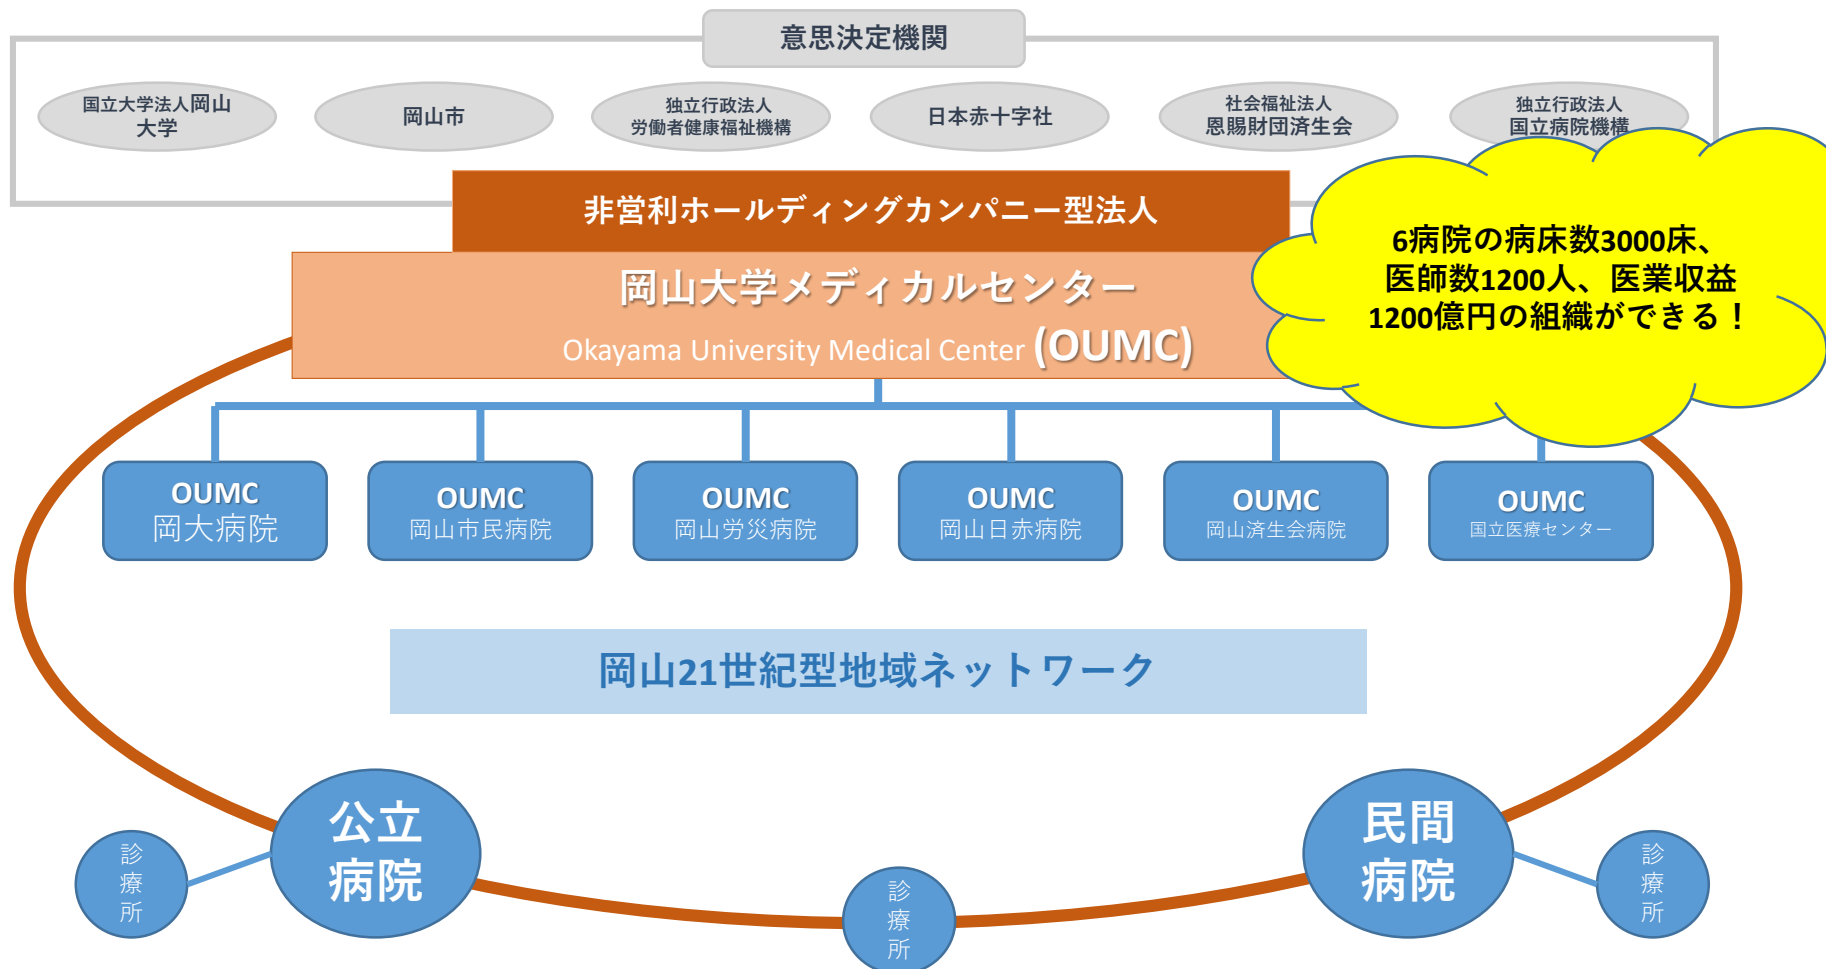 意思決定機関
国立大学法人岡山
大学
岡山市
独立行政法人
労働者健康福祉機構
日本赤十字社
社会福祉法人
恩賜財団済生会
独立行政法人
国立病院機構
非営利ホールディングカンパニー型法人
岡山大学メディカルセンター
Okayama University Medical Center (OUMC)
6病院の病床数3000床、
医師数1200人、医業収益
1200億円の組織ができる！
OUMC
岡大病院
OUMC
岡山市民病院
OUMC
岡山労災病院
OUMC
岡山日赤病院
OUMC
岡山済生会病院
OUMC
国立医療センター
岡山21世紀型地域ネットワーク
公立
病院
民間
病院
診
療
所
診
療
所
診
療
所